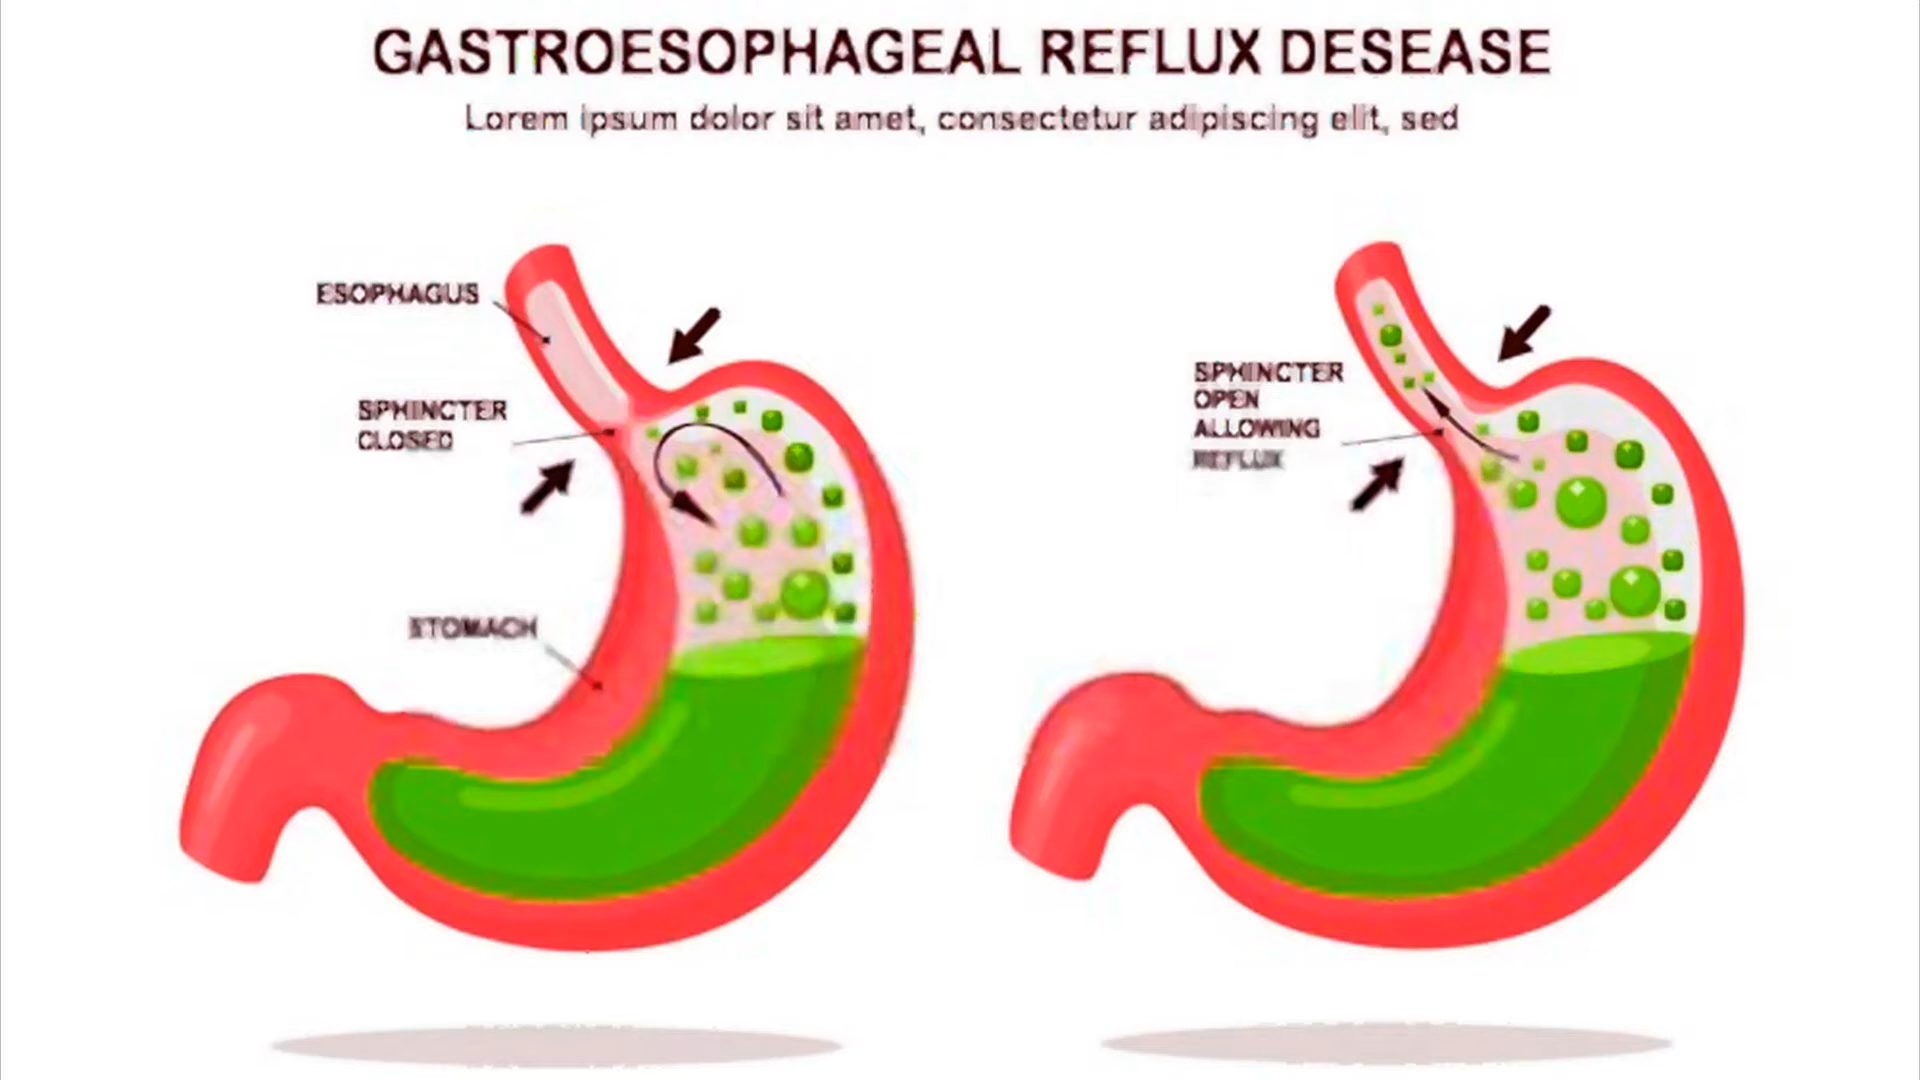 GASTROESOPHAGEAL REFLUX DESEASE
Lorem ipsum dolor sit amet, consectetur adipiscing elit, sed
ESOPHAGUS
SPHINCTER
CLOSED
STOMACH
SPHINCTER
OPEN
ALLOWING
REFLUX